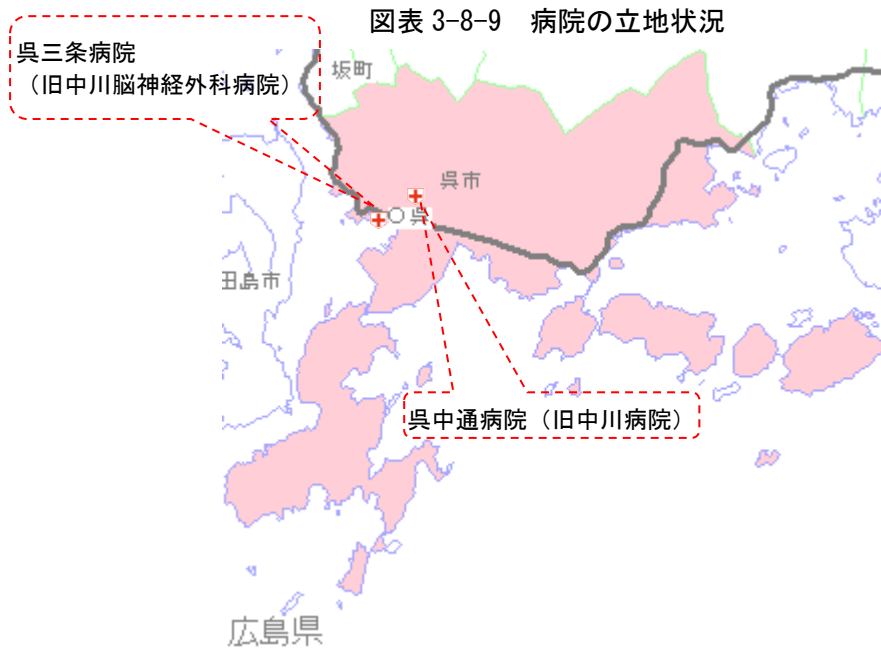 図表 3-8-9 病院の立地状況
呉三条病院
（旧中川脳神経外科病院）
坂町
呉市
呉
田島市
呉中通病院（旧中川病院）
広島県